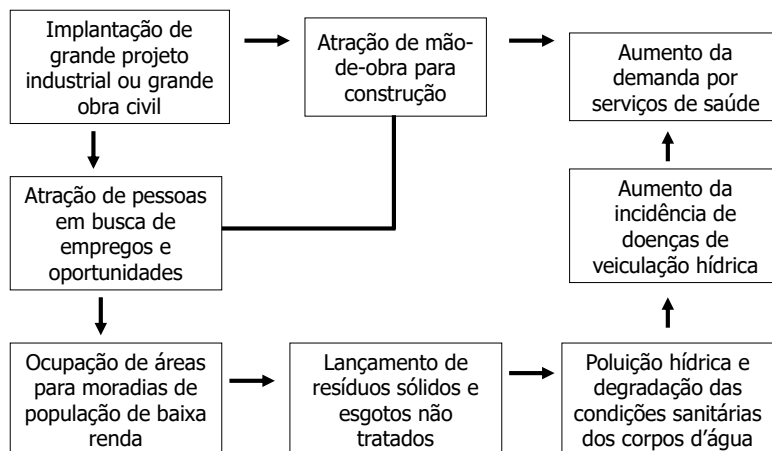 Implantação de
grande projeto
industrial ou grande
obra civil
Atração de mão-
de-obra para
construção
Aumento da
demanda por
serviços de saúde
Atração de pessoas
em busca de
empregos e
oportunidades
Aumento da
incidência de
doenças de
veiculação hídrica
Ocupação de áreas
para moradias de
população de baixa
renda
Lançamento de
resíduos sólidos e
esgotos não
tratados
Poluição hídrica e
degradação das
condições sanitárias
dos corpos d’água